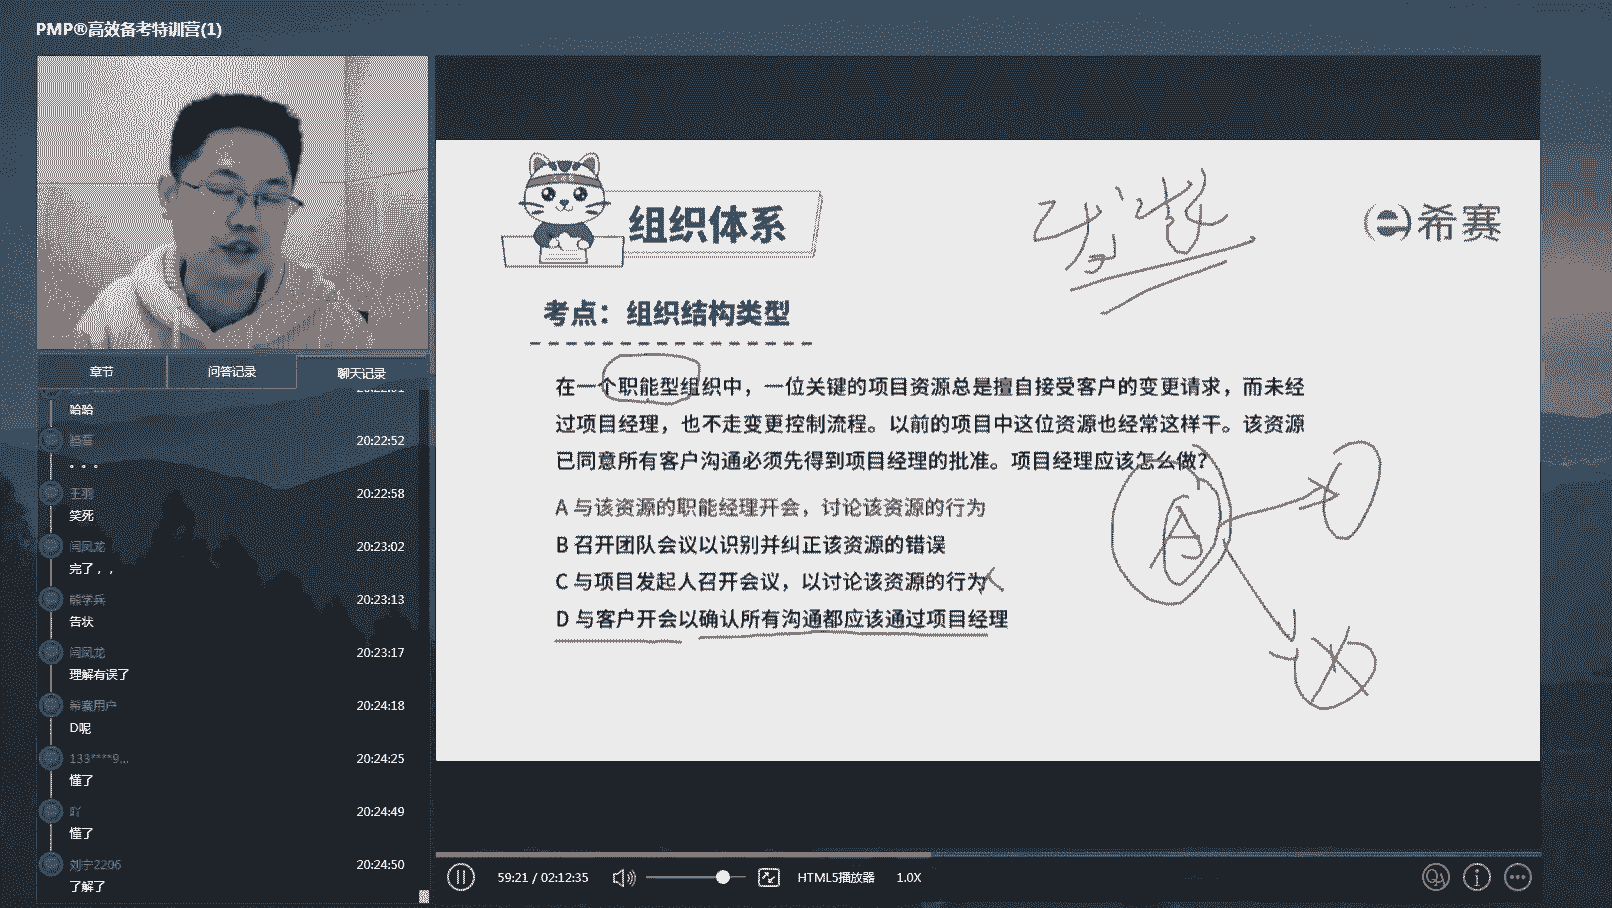 PMP®高效备考特训营(1)
章节
问答记录
聊天记录
哈哈
20:22:52
。。。
王羽
20:22:58
笑死
闫凤龙
20:23:02
完了，，
熊学兵
20:23:13
告状
闫凤龙
20:23:17
理解有误了
希赛用户
20:24:18
D呢
133****9...
20:24:25
懂了
吖
20:24:49
懂了
刘宁2206
20:24:50
了解了
组织体系
希赛
考点：组织结构类型
在一个职能型组织中，一位关键的项目资源总是擅自接受客户的变更请求，而未经
过项目经理，也不走变更控制流程。以前的项目中这位资源也经常这样干。该资源
已同意所有客户沟通必须先得到项目经理的批准。项目经理应该怎么做？
A 与该资源的职能经理开会，讨论该资源的行为
B 召开团队会议以识别并纠正该资源的错误
C 与项目发起人召开会议，以讨论该资源的行为
D 与客户开会以确认所有沟通都应该通过项目经理
A
59:21 / 02:12:35
HTML5播放器
1.0X